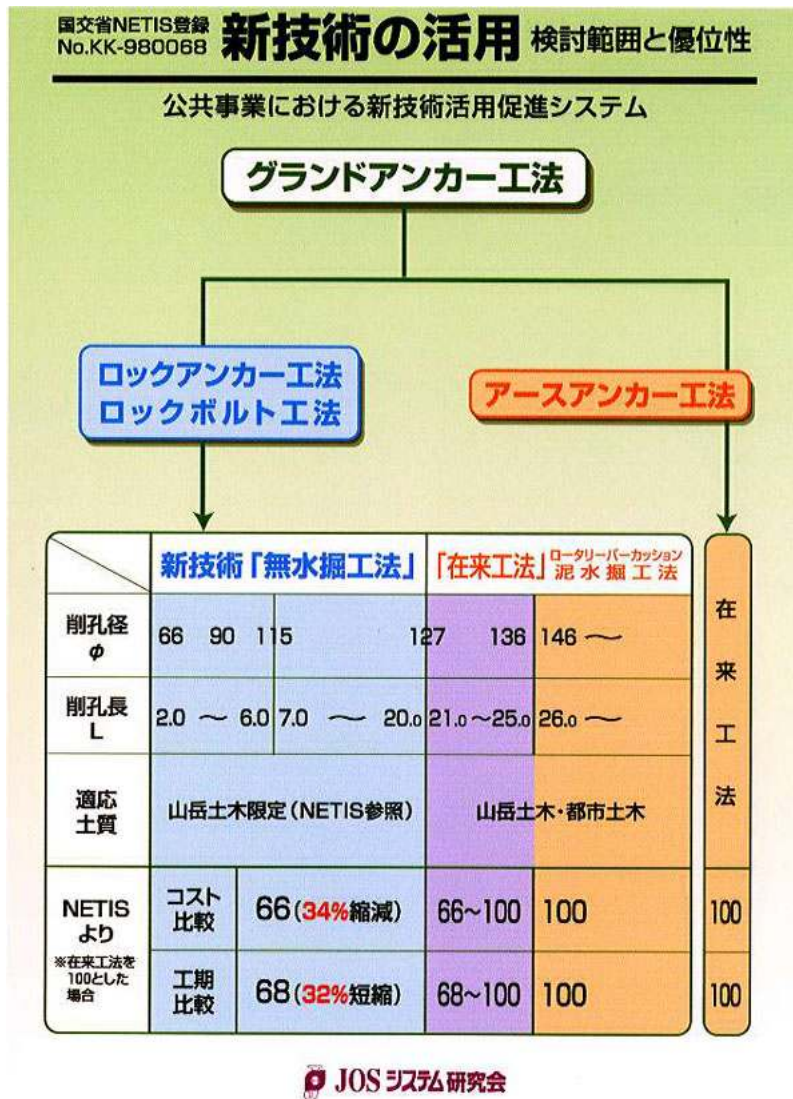 国交省NETIS登録
No.KK-980068
新技術の活用 検討範囲と優位性
公共事業における新技術活用促進システム
グランドアンカー工法
ロックアンカー工法
ロックボルト工法
アースアンカー工法
新技術「無水掘工法」
「在来工法」ロータリーパーカッション
泥水掘工法
削孔径
φ
66 90 115 127 136 146 〜
削孔長
L
2.0 〜 6.0 7.0 〜 20.0 21.0〜25.0 26.0 〜
適応
土質
山岳土木限定(NETIS参照)
山岳土木・都市土木
NETIS
より
※在来工法を
100とした
場合
コスト
比較
66(34%縮減) 66〜100 100
工期
比較
68(32%短縮) 68〜100 100
在来工法
100
100
JOSシステム研究会